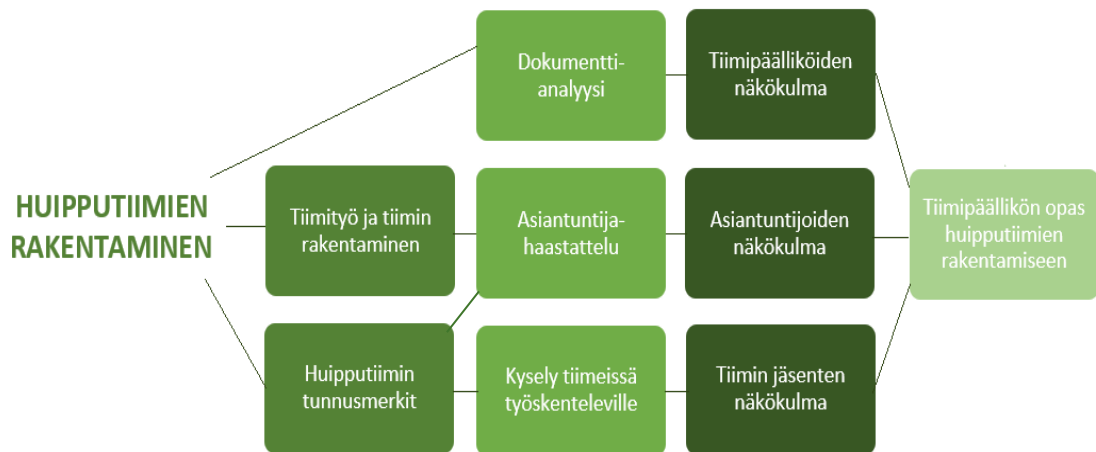 HUIPPUTIIMIEN
RAKENTAMINEN
Dokumentti-
analyysi
Tiimipäälliköiden
näkökulma
Tiimityö ja tiimin
rakentaminen
Asiantuntija-
haastattelu
Asiantuntijoiden
näkökulma
Tiimipäällikön opas
huipputiimien
rakentamiseen
Huipputiimin
tunnusmerkit
Kysely tiimeissä
työskenteleville
Tiimin jäsenten
näkökulma